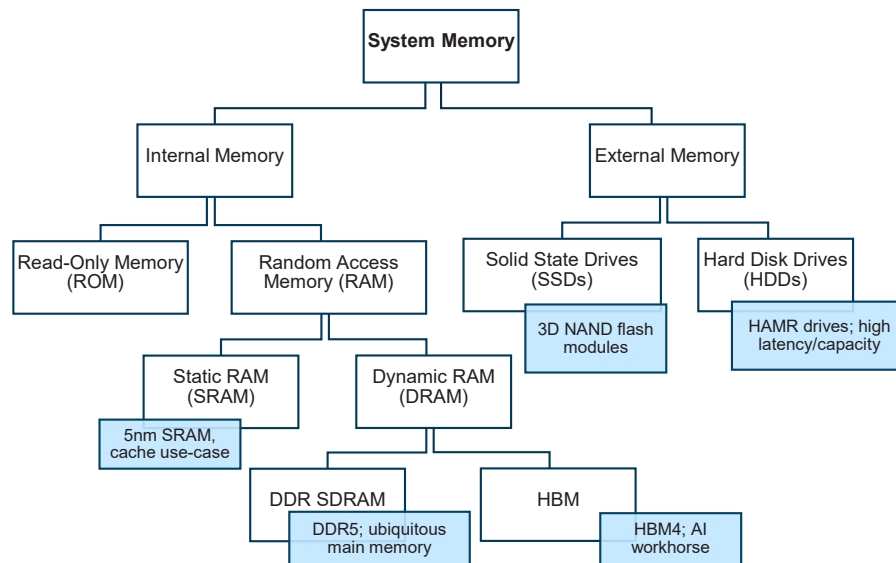 System Memory
Internal Memory
External Memory
Read-Only Memory
(ROM)
Random Access
Memory (RAM)
Solid State Drives
(SSDs)
Hard Disk Drives
(HDDs)
3D NAND flash
modules
HAMR drives; high
latency/capacity
Static RAM
(SRAM)
Dynamic RAM
(DRAM)
5nm SRAM,
cache use-case
DDR SDRAM
HBM
DDR5; ubiquitous
main memory
HBM4; AI
workhorse